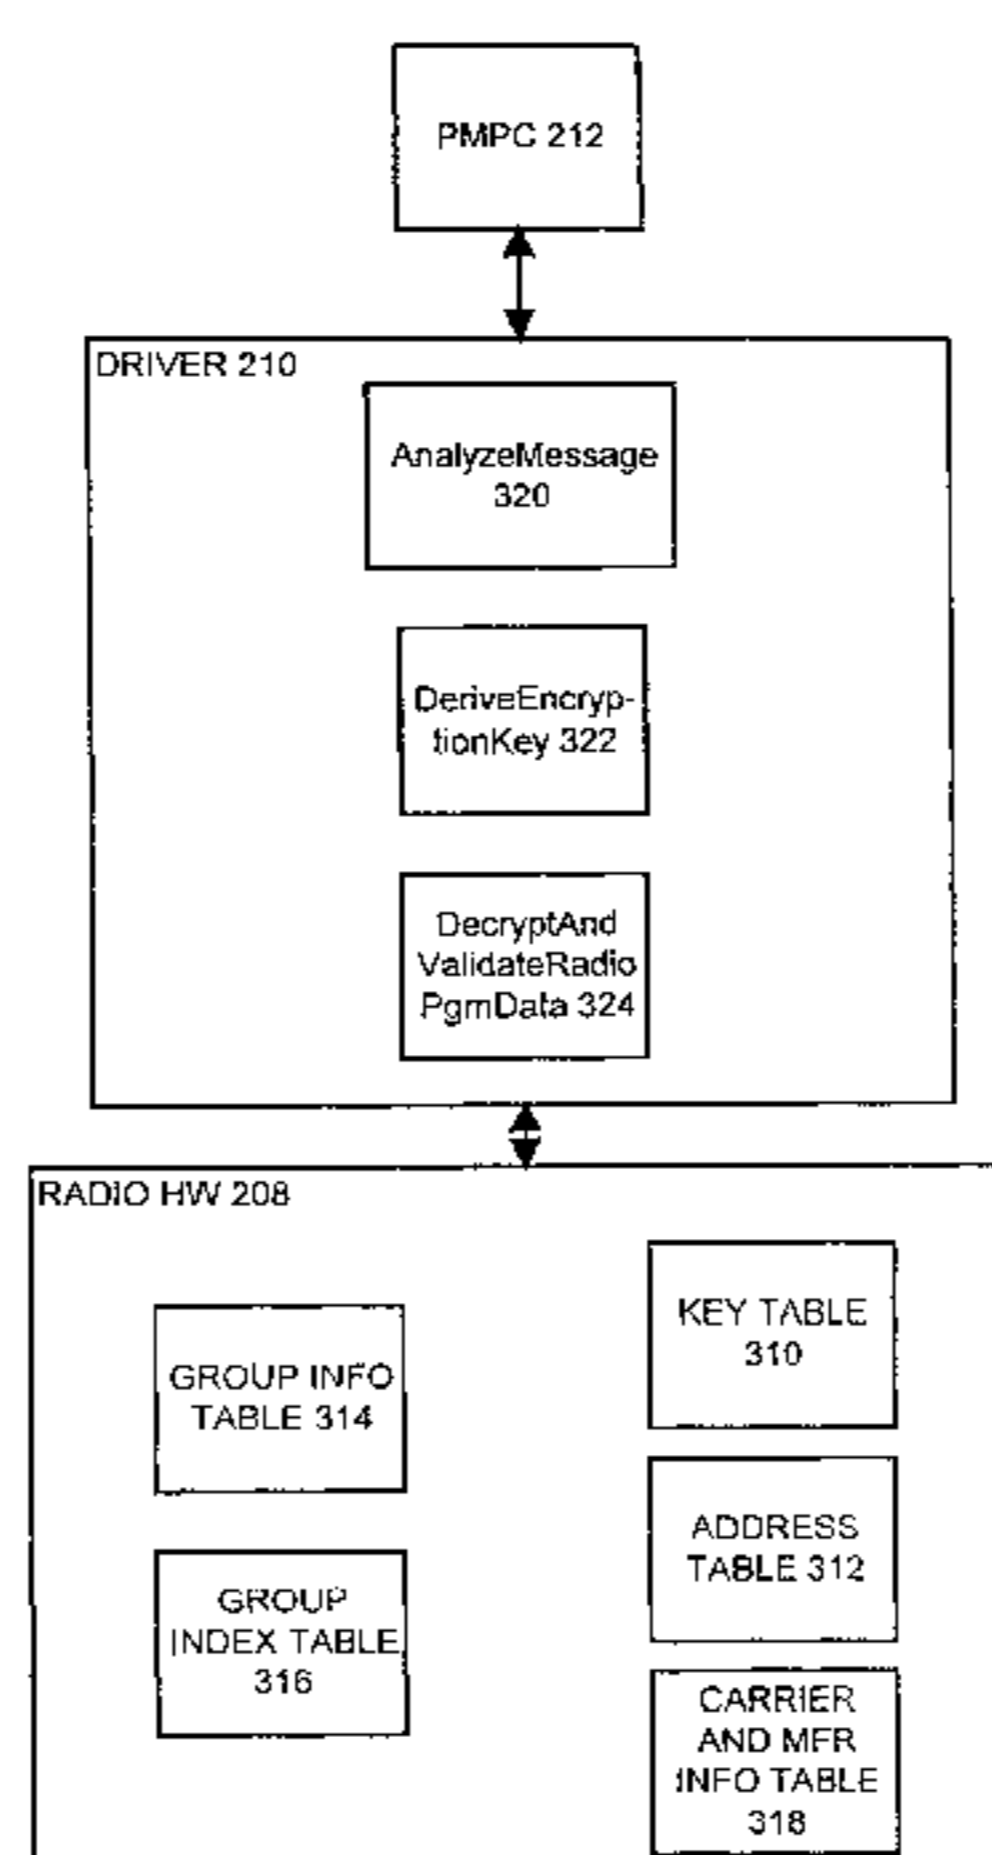 PMPC 212
DRIVER 210
AnalyzeMessage
320
DeriveEncryp-
tionKey 322
DecryptAnd
ValidateRadio
PgmData 324
RADIO HW 208
GROUP INFO
TABLE 314
GROUP
INDEX TABLE
316
KEY TABLE
310
ADDRESS
TABLE 312
CARRIER
AND MFR
INFO TABLE
318